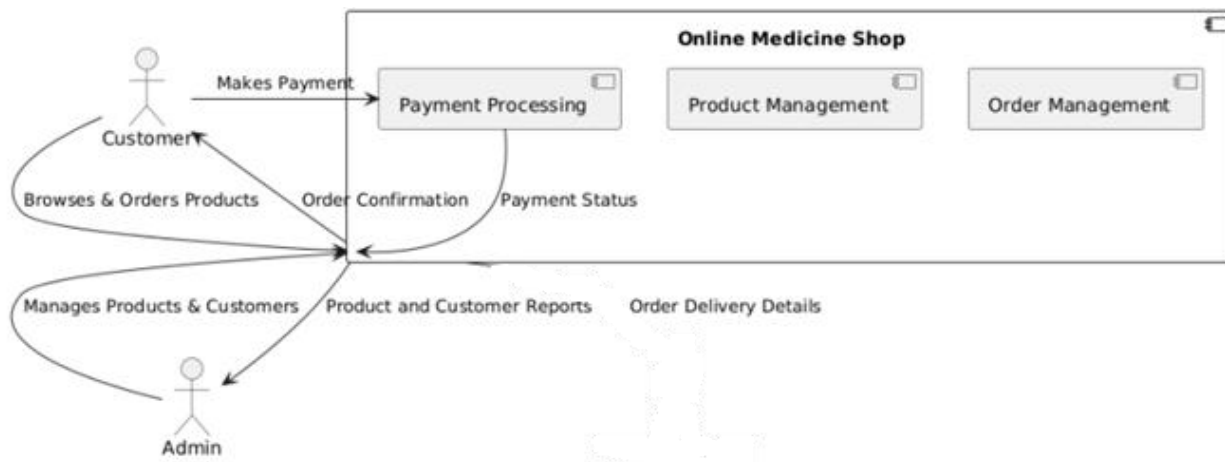 Online Medicine Shop
Makes Payment
Payment Processing
Product Management
Order Management
Customer
Browses & Orders Products
Order Confirmation
Payment Status
Manages Products & Customers
Product and Customer Reports
Order Delivery Details
Admin